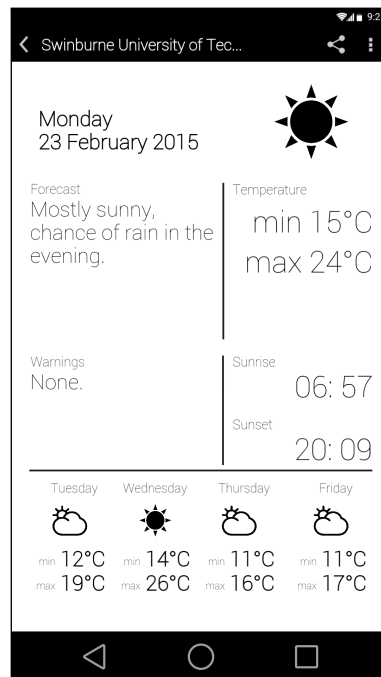 9:2
Swinburne University of Tec...
Monday
23 February 2015
Forecast
Mostly sunny,
chance of rain in the
evening.
Temperature
min 15°C
max 24°C
Warnings
None.
Sunrise
06: 57
Sunset
20: 09
Tuesday Wednesday Thursday Friday
min 12°C min 14°C min 11°C min 11°C
max 19°C max 26°C max 16°C max 17°C